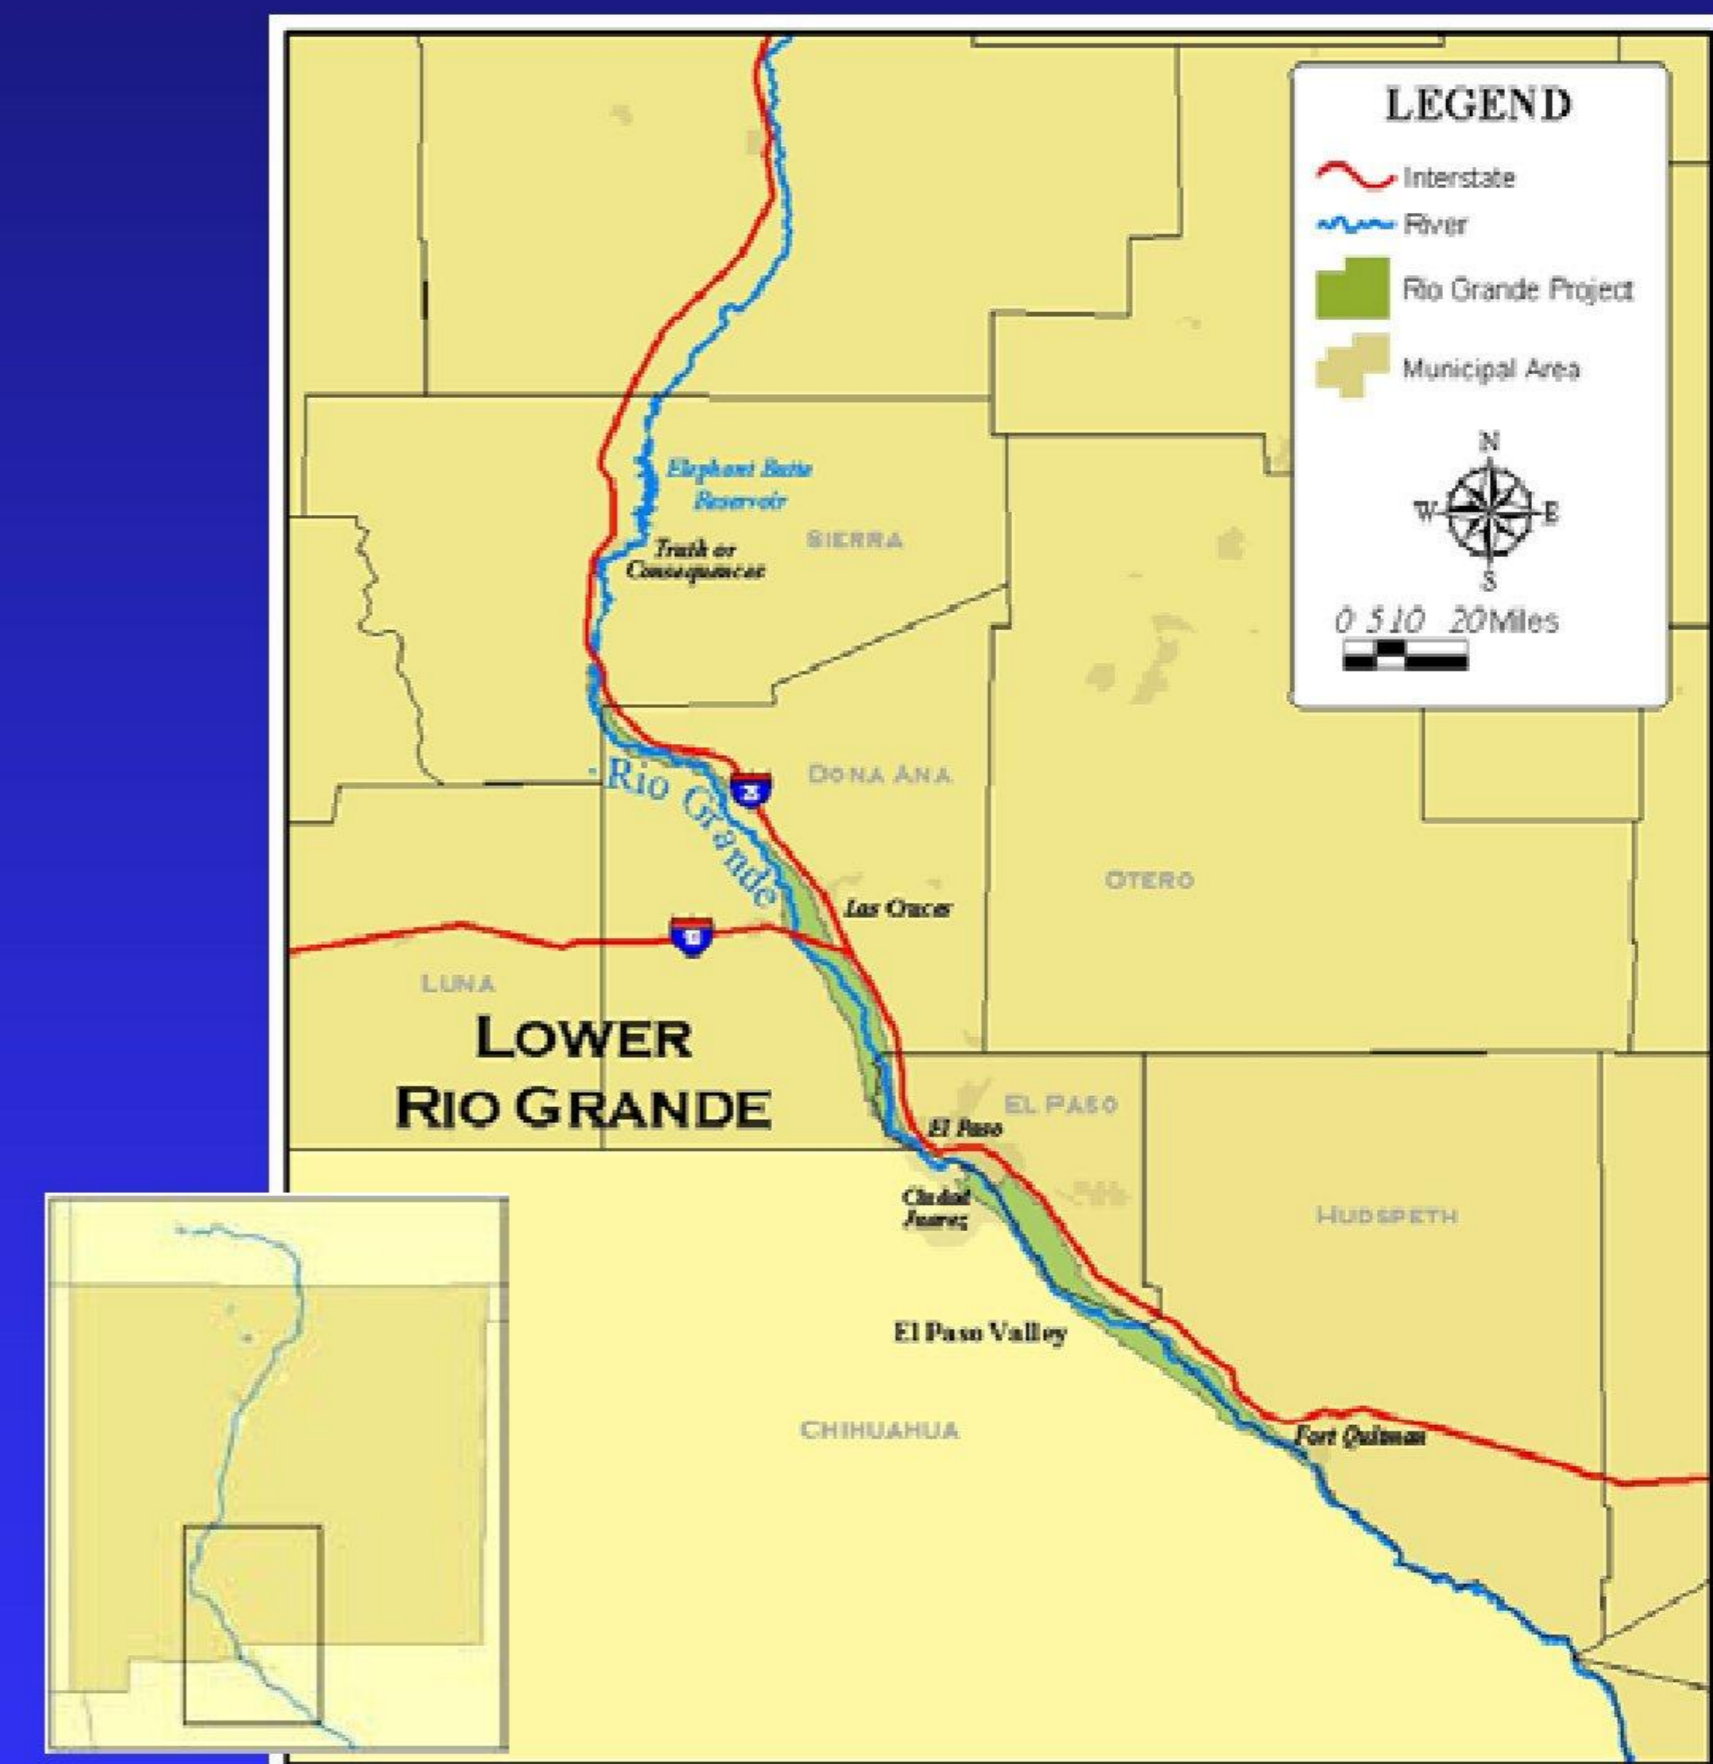 LEGEND
Interstate
River
Rio Grande Project
Municipal Area
N
W E
S
0 5 10 20 Miles
Elephant Butte
Reservoir
SIERRA
Truth or
Consequences
Rio Grande
DONA ANA
OTERO
Las Cruces
10
LUNA
LOWER
RIO GRANDE
EL PASO
El Paso
Ciudad
Juarez
HUDSPETH
El Paso Valley
CHIHUAHUA
Fort Quitman